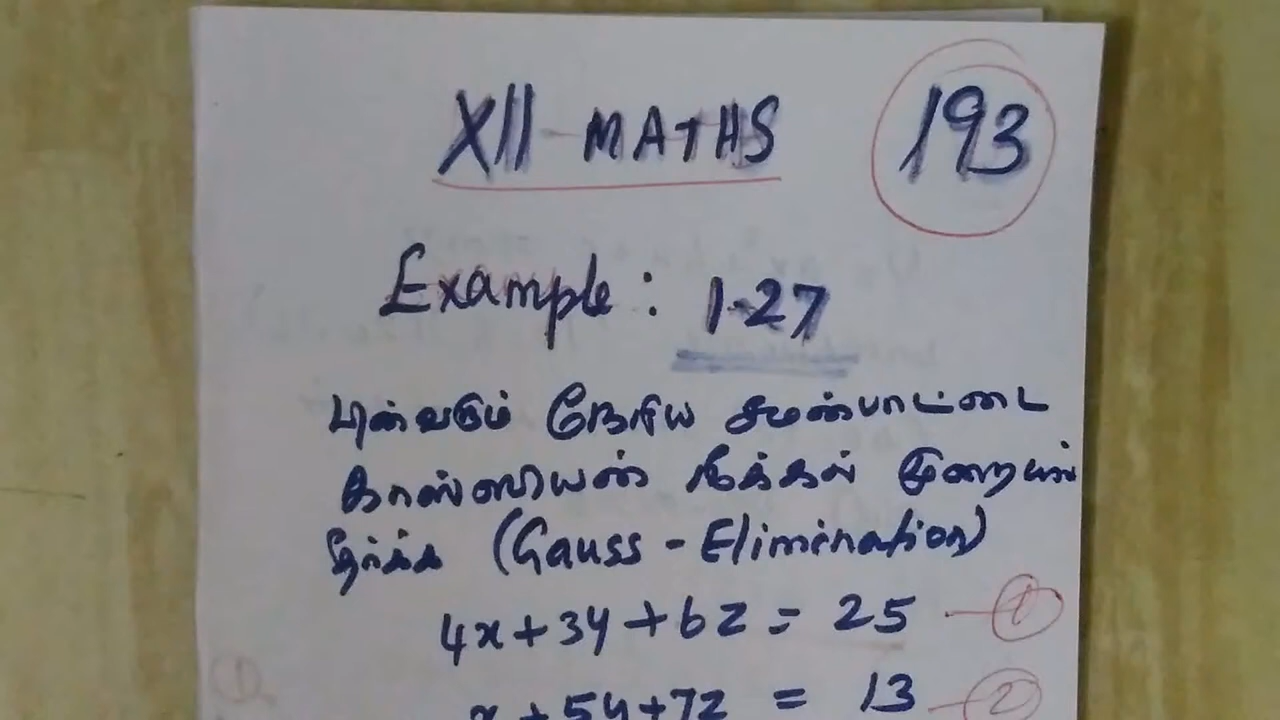 XII - MATHS
193
Example : 1.27
பின்வரும் நேரிய சமன்பாட்டை
காஸ்ஸியன் நீக்கல் முறையில்
தீர்க்க (Gauss - Elimination)
4x + 3y + 6z = 25 — 1
x + 5y + 7z = 13 — 2